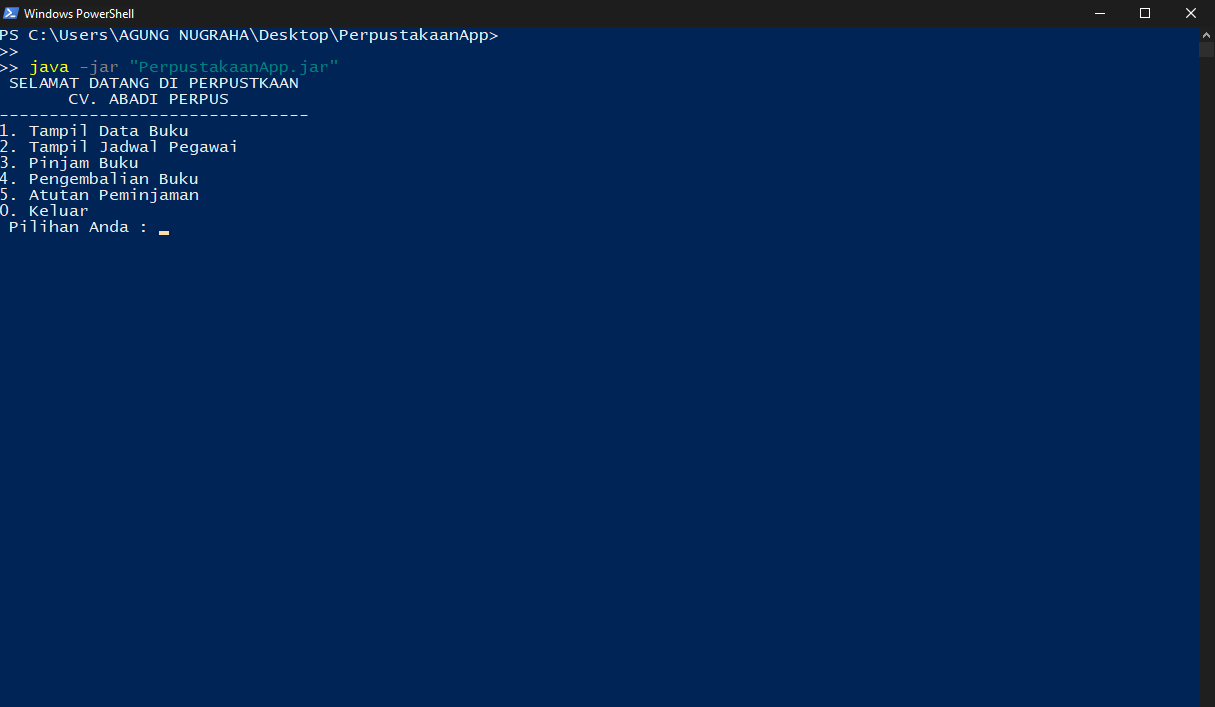 Windows PowerShell
PS C:\Users\AGUNG NUGRAHA\Desktop\PerpustakaanApp>
>>
>> java -jar "PerpustakaanApp.jar"
SELAMAT DATANG DI PERPUSTKAAN
CV. ABADI PERPUS
-------------------------------
1. Tampil Data Buku
2. Tampil Jadwal Pegawai
3. Pinjam Buku
4. Pengembalian Buku
5. Atutan Peminjaman
0. Keluar
Pilihan Anda :